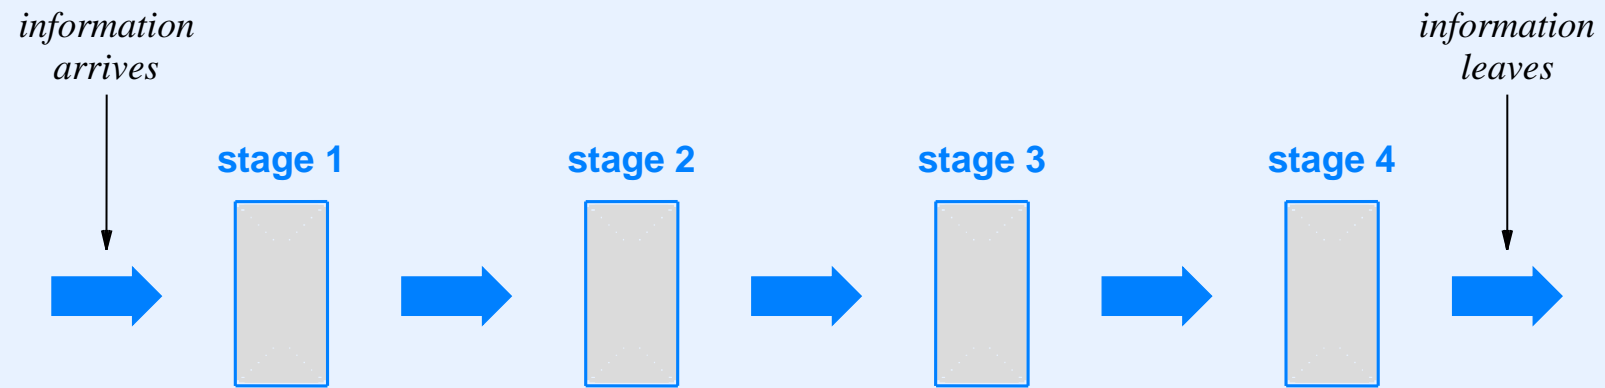 information
arrives
information
leaves
stage 1
stage 2
stage 3
stage 4